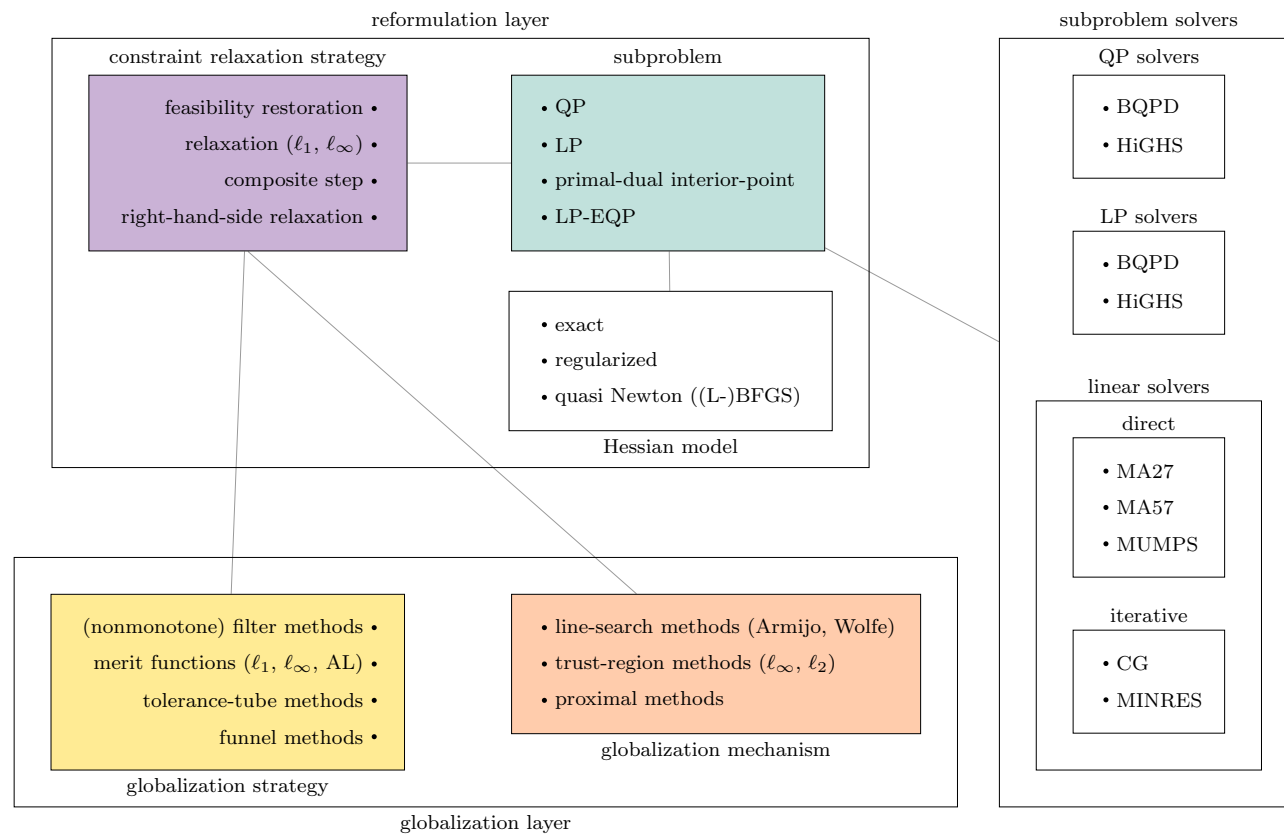 reformulation layer
constraint relaxation strategy
feasibility restoration •
relaxation (ℓ₁, ℓ∞) •
composite step •
right-hand-side relaxation •
subproblem
• QP
• LP
• primal-dual interior-point
• LP-EQP
• exact
• regularized
• quasi Newton ((L-)BFGS)
Hessian model
(nonmonotone) filter methods •
merit functions (ℓ₁, ℓ∞, AL) •
tolerance-tube methods •
funnel methods •
globalization strategy
• line-search methods (Armijo, Wolfe)
• trust-region methods (ℓ∞, ℓ₂)
• proximal methods
globalization mechanism
globalization layer
subproblem solvers
QP solvers
• BQPD
• HiGHS
LP solvers
• BQPD
• HiGHS
linear solvers
direct
• MA27
• MA57
• MUMPS
iterative
• CG
• MINRES